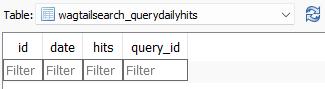 Table: wagtailsearch_querydailyhits
id date hits query_id
Filter Filter Filter Filter